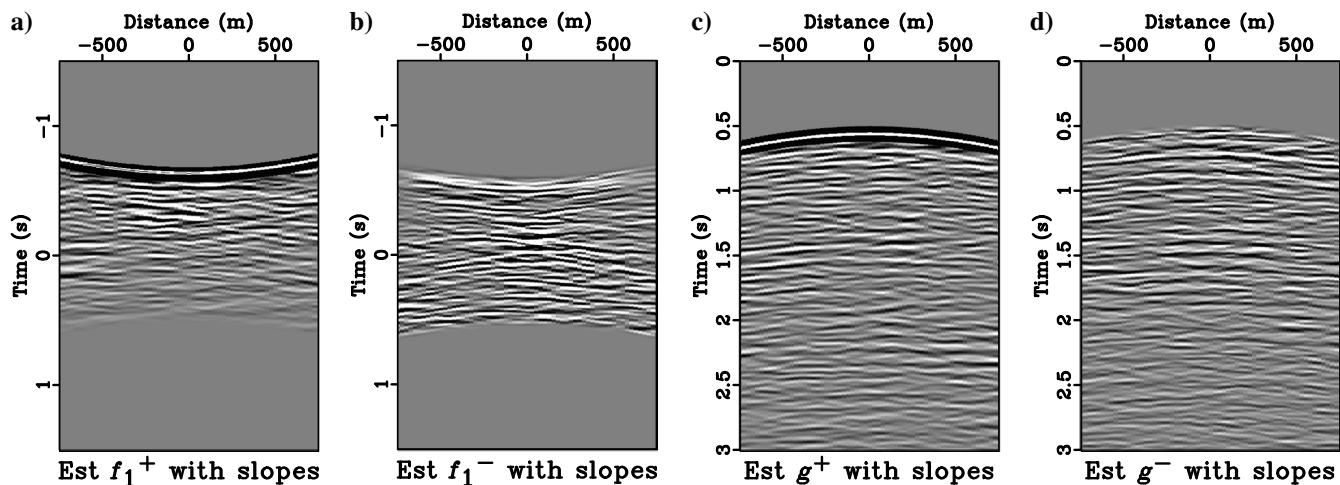 a)
Distance (m)
−500 0 500
−1
0
1
Time (s)
Est f₁⁺ with slopes
b)
Distance (m)
−500 0 500
−1
0
1
Time (s)
Est f₁⁻ with slopes
c)
Distance (m)
−500 0 500
0
0.5
1
1.5
2
2.5
3
Time (s)
Est g⁺ with slopes
d)
Distance (m)
−500 0 500
0
0.5
1
1.5
2
2.5
3
Time (s)
Est g⁻ with slopes